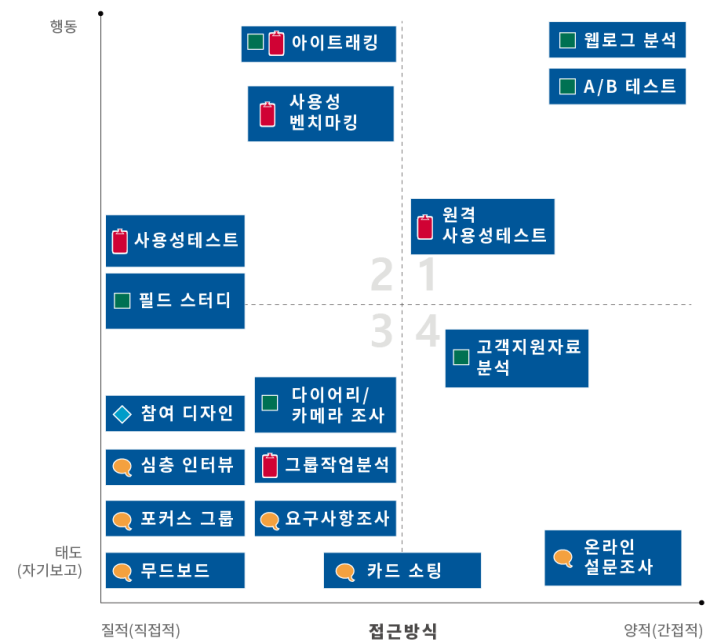 행동
아이트래킹
웹로그 분석
A/B 테스트
사용성
벤치마킹
원격
사용성테스트
사용성테스트
2 1
필드 스터디
3 4
고객지원자료
분석
다이어리/
카메라 조사
참여 디자인
심층 인터뷰
그룹작업분석
포커스 그룹
요구사항조사
온라인
설문조사
태도
(자기보고)
무드보드
카드 소팅
질적(직접적)
접근방식
양적(간접적)